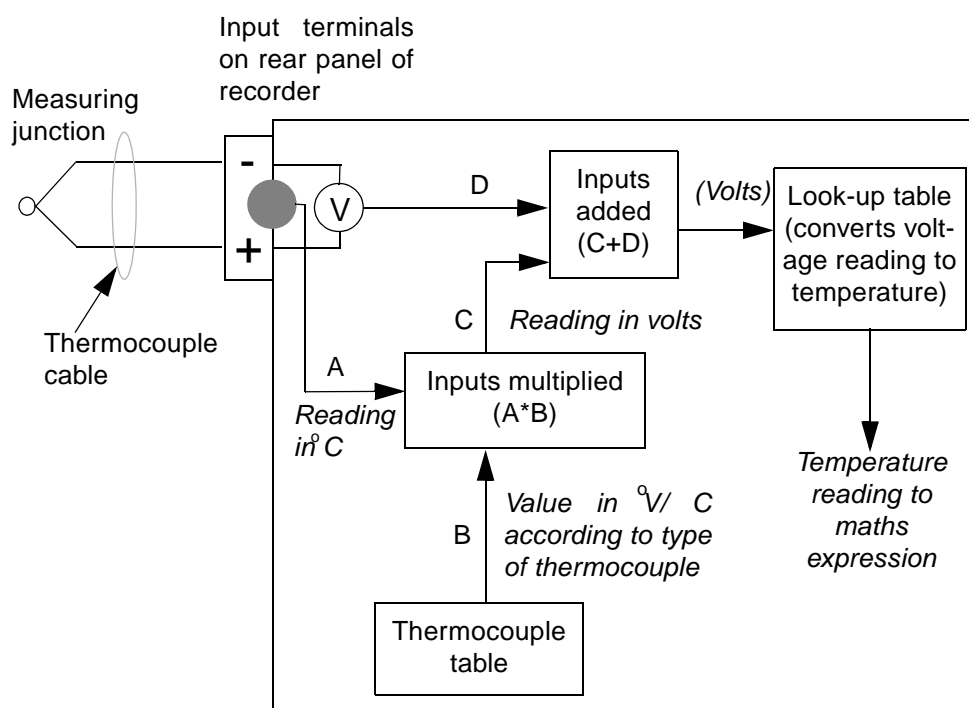 Input terminals
on rear panel of
recorder
Measuring
junction
-
+
V
D
Inputs
added
(C+D)
(Volts)
Look-up table
(converts volt-
age reading to
temperature)
Thermocouple
cable
C
Reading in volts
A
Reading
in° C
Inputs multiplied
(A*B)
B
Value in °V/ C
according to type
of thermocouple
Temperature
reading to
maths
expression
Thermocouple
table